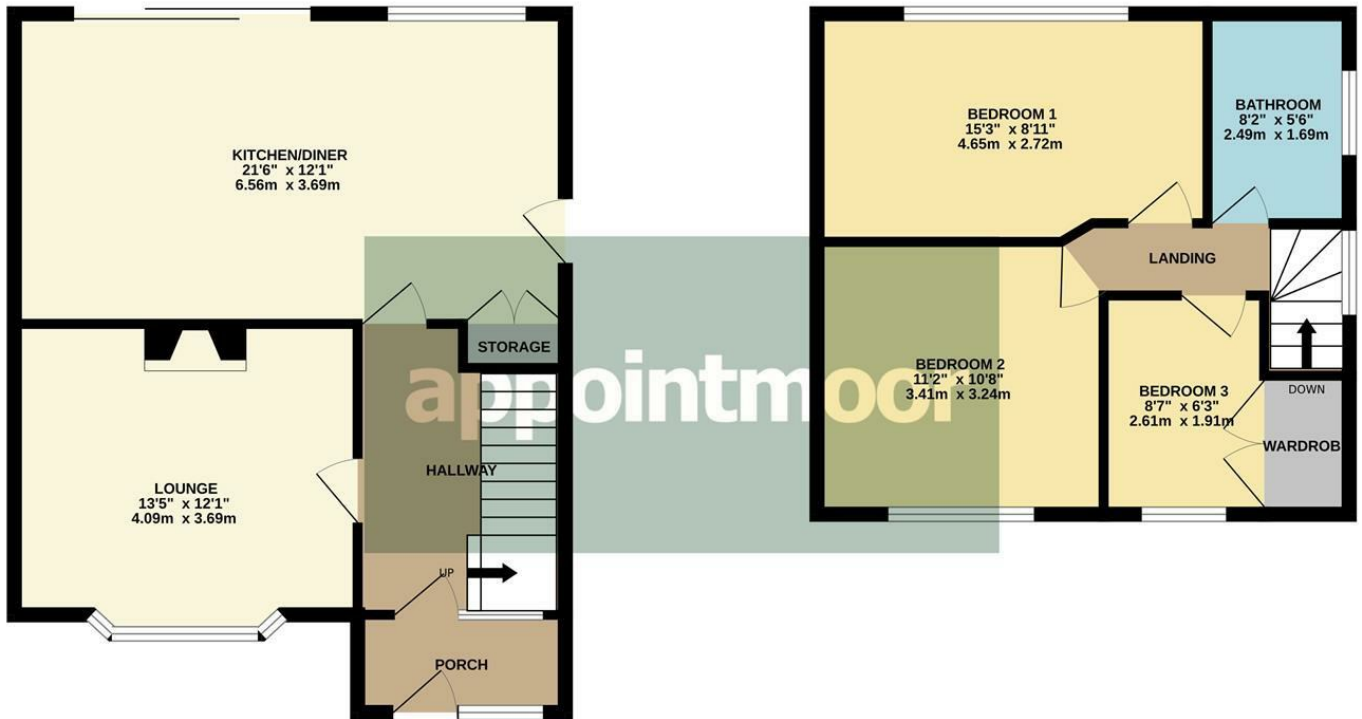 KITCHEN/DINER
21'6" x 12'1"
6.56m x 3.69m
STORAGE
LOUNGE
13'5" x 12'1"
4.09m x 3.69m
HALLWAY
UP
PORCH
BEDROOM 1
15'3" x 8'11"
4.65m x 2.72m
BATHROOM
8'2" x 5'6"
2.49m x 1.69m
LANDING
BEDROOM 2
11'2" x 10'8"
3.41m x 3.24m
BEDROOM 3
8'7" x 6'3"
2.61m x 1.91m
DOWN
WARDROB
appointmoor